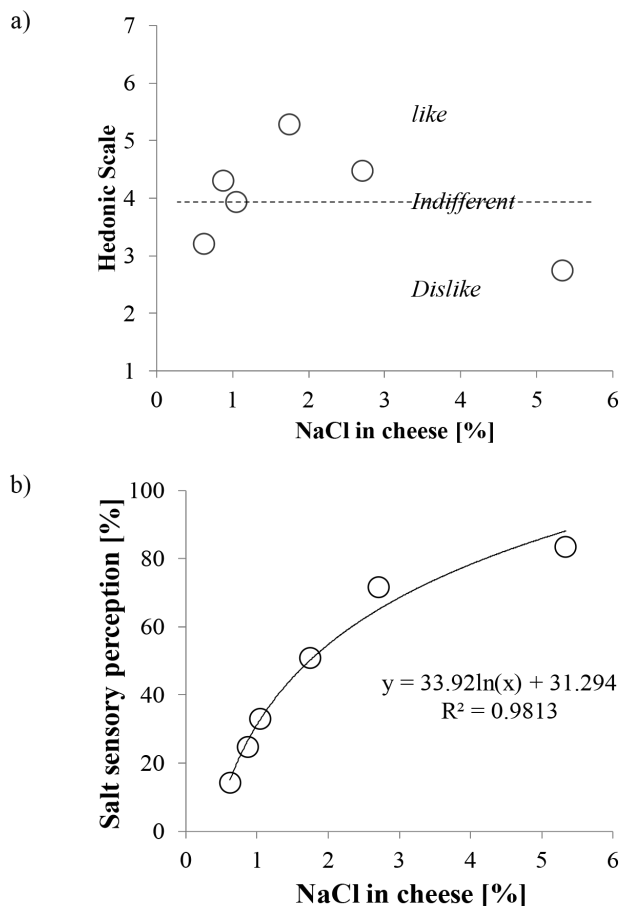 a)
7
6
5
4
3
2
1
Hedonic Scale
like
Indifferent
Dislike
0 1 2 3 4 5 6
NaCl in cheese [%]
b)
100
80
60
40
20
0
Salt sensory perception [%]
y = 33.92ln(x) + 31.294
R² = 0.9813
0 1 2 3 4 5 6
NaCl in cheese [%]